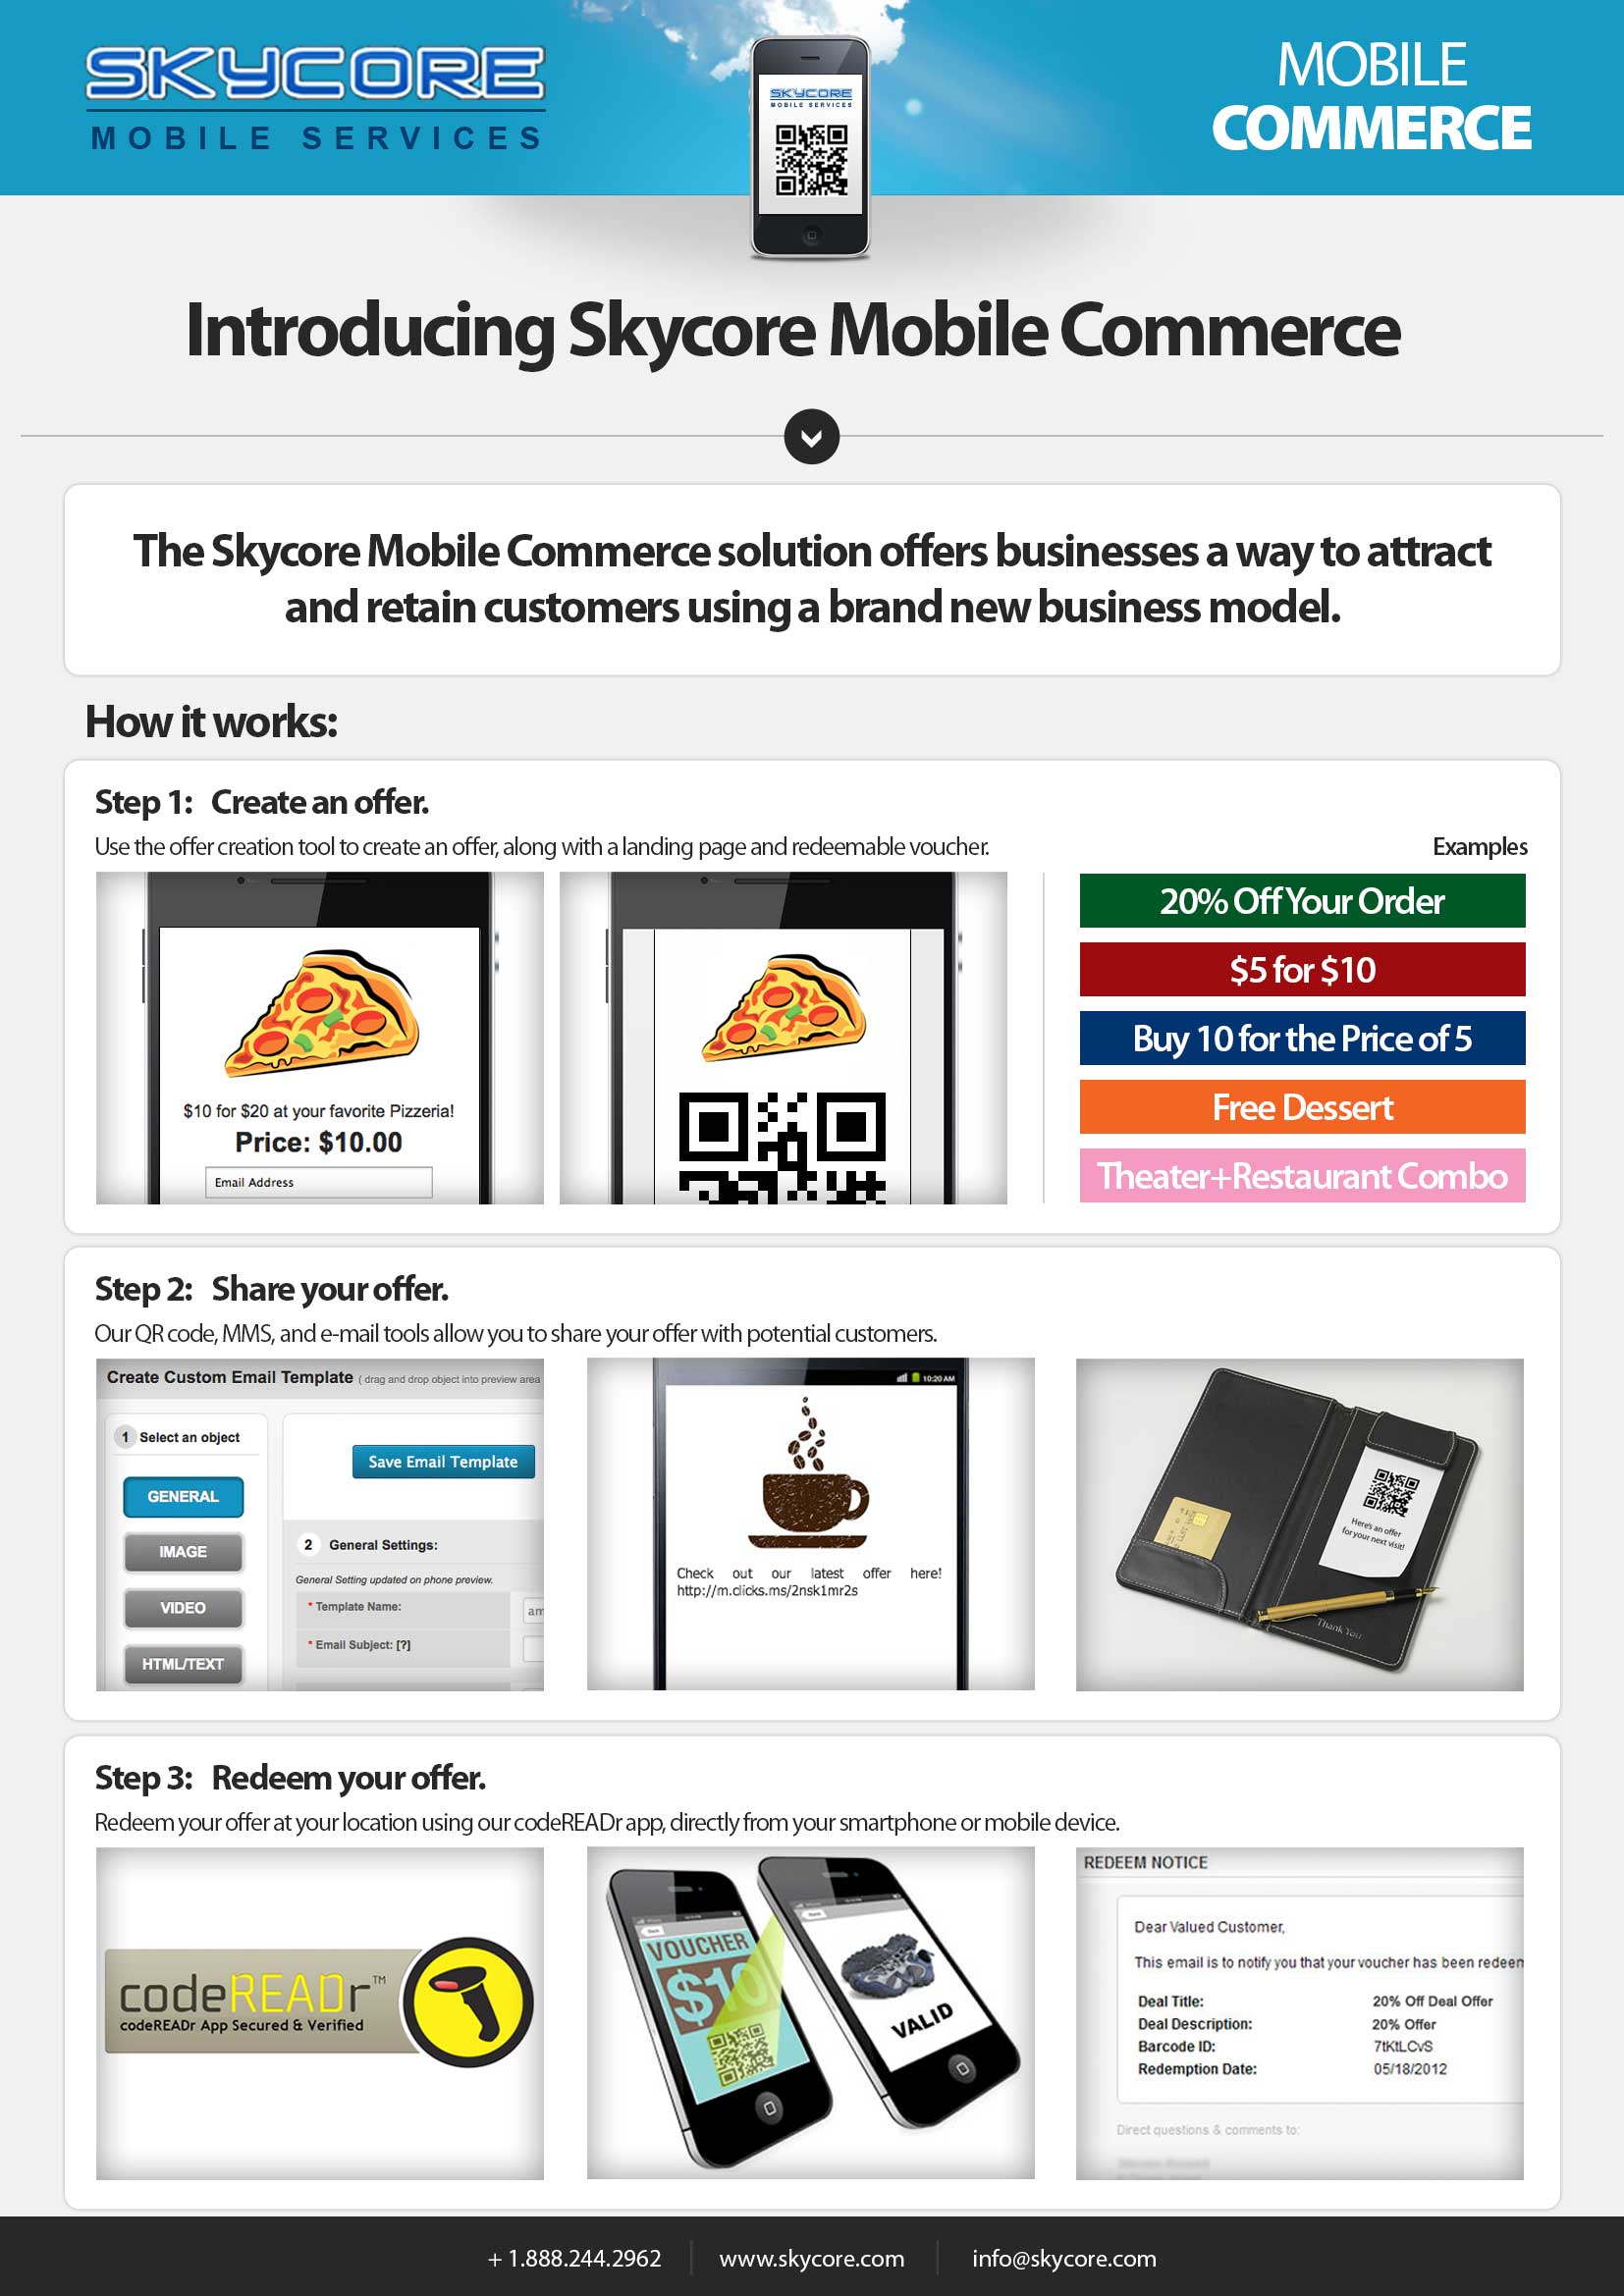 SKYCORE
MOBILE SERVICES
SKYCORE
MOBILE SERVICES
MOBILE
COMMERCE
Introducing Skycore Mobile Commerce
The Skycore Mobile Commerce solution offers businesses a way to attract
and retain customers using a brand new business model.
How it works:
Step 1: Create an offer.
Use the offer creation tool to create an offer, along with a landing page and redeemable voucher.
Examples
$10 for $20 at your favorite Pizzeria!
Price: $10.00
Email Address
20% Off Your Order
$5 for $10
Buy 10 for the Price of 5
Free Dessert
Theater+Restaurant Combo
Step 2: Share your offer.
Our QR code, MMS, and e-mail tools allow you to share your offer with potential customers.
Create Custom Email Template ( drag and drop object into preview area
1 Select an object
GENERAL
IMAGE
VIDEO
HTML/TEXT
Save Email Template
2 General Settings:
General Setting updated on phone preview.
* Template Name:
am
* Email Subject: [?]
10:20 AM
Check out our latest offer here!
http://m.clicks.ms/2nsk1mr2s
Here's an offer
for your next visit!
Thank You
Step 3: Redeem your offer.
Redeem your offer at your location using our codeREADr app, directly from your smartphone or mobile device.
codeREADr™
codeREADr App Secured & Verified
VOUCHER
$10
VALID
REDEEM NOTICE
Dear Valued Customer,
This email is to notify you that your voucher has been redeem
Deal Title: 20% Off Deal Offer
Deal Description: 20% Offer
Barcode ID: 7tKtLCvS
Redemption Date: 05/18/2012
Direct questions & comments to:
+ 1.888.244.2962
www.skycore.com
info@skycore.com